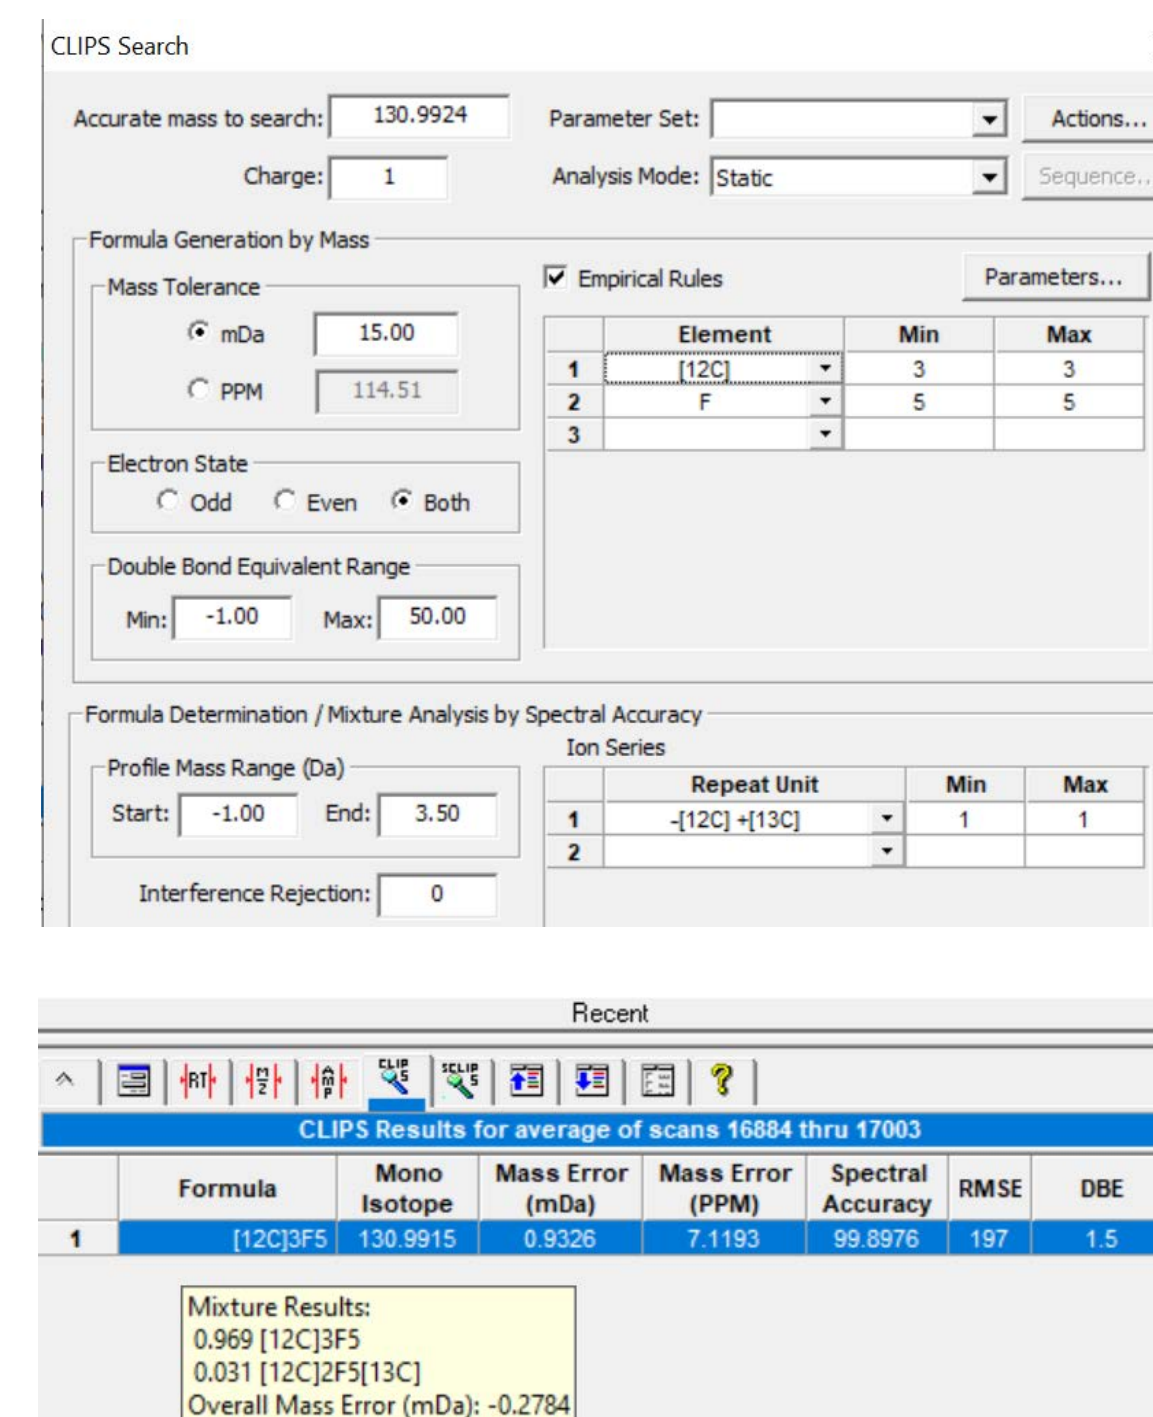 CLIPS Search
Accurate mass to search: 130.9924 Parameter Set: Actions...
Charge: 1 Analysis Mode: Static Sequence..
Formula Generation by Mass
Mass Tolerance
mDa 15.00
PPM 114.51
Electron State
Odd Even Both
Double Bond Equivalent Range
Min: -1.00 Max: 50.00
Empirical Rules Parameters...
Element Min Max
1 [12C] 3 3
2 F 5 5
3
Formula Determination / Mixture Analysis by Spectral Accuracy
Profile Mass Range (Da)
Start: -1.00 End: 3.50
Interference Rejection: 0
Ion Series
Repeat Unit Min Max
1 -[12C] +[13C] 1 1
2
Recent
RT M Z A M P CLIP S SCLIP S ?
CLIPS Results for average of scans 16884 thru 17003
Formula Mono Isotope Mass Error (mDa) Mass Error (PPM) Spectral Accuracy RMSE DBE
1 [12C]3F5 130.9915 0.9326 7.1193 99.8976 197 1.5
Mixture Results:
0.969 [12C]3F5
0.031 [12C]2F5[13C]
Overall Mass Error (mDa): -0.2784